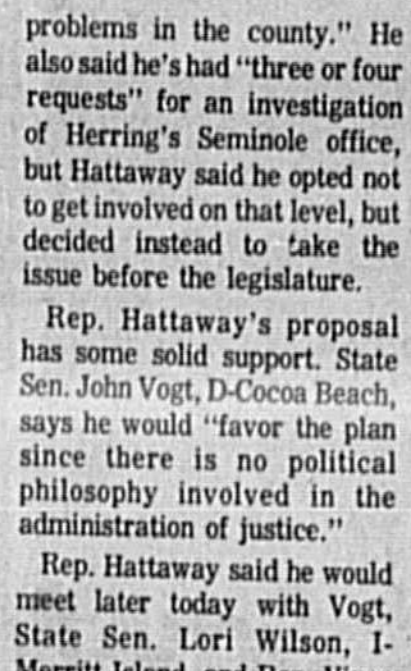 problems in the county." He
also said he's had "three or four
requests" for an investigation
of Herring's Seminole office,
but Hattaway said he opted not
to get involved on that level, but
decided instead to take the
issue before the legislature.
Rep. Hattaway's proposal
has some solid support. State
Sen. John Vogt, D-Cocoa Beach,
says he would "favor the plan
since there is no political
philosophy involved in the
administration of justice."
Rep. Hattaway said he would
meet later today with Vogt,
State Sen. Lori Wilson, I-
Merritt Island, and Rep.